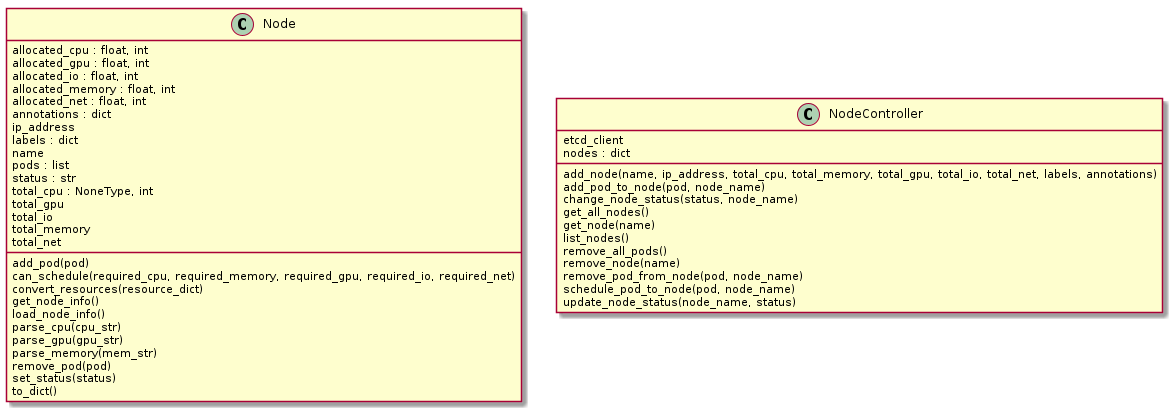 C Node
allocated_cpu : float, int
allocated_gpu : float, int
allocated_io : float, int
allocated_memory : float, int
allocated_net : float, int
annotations : dict
ip_address
labels : dict
name
pods : list
status : str
total_cpu : NoneType, int
total_gpu
total_io
total_memory
total_net
add_pod(pod)
can_schedule(required_cpu, required_memory, required_gpu, required_io, required_net)
convert_resources(resource_dict)
get_node_info()
load_node_info()
parse_cpu(cpu_str)
parse_gpu(gpu_str)
parse_memory(mem_str)
remove_pod(pod)
set_status(status)
to_dict()
C NodeController
etcd_client
nodes : dict
add_node(name, ip_address, total_cpu, total_memory, total_gpu, total_io, total_net, labels, annotations)
add_pod_to_node(pod, node_name)
change_node_status(status, node_name)
get_all_nodes()
get_node(name)
list_nodes()
remove_all_pods()
remove_node(name)
remove_pod_from_node(pod, node_name)
schedule_pod_to_node(pod, node_name)
update_node_status(node_name, status)